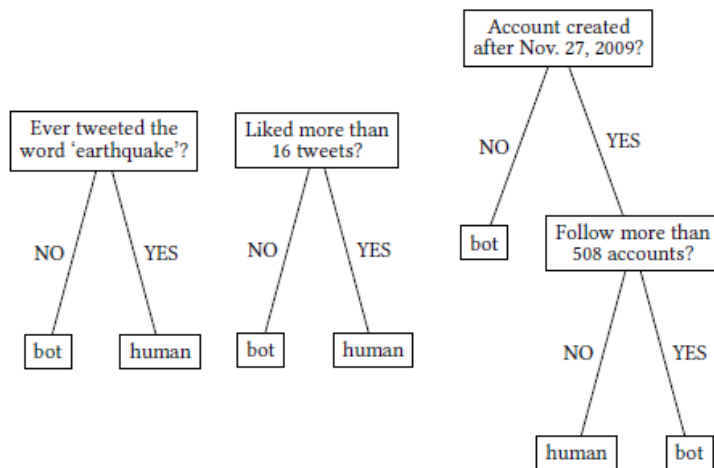 Ever tweeted the
word ‘earthquake’?
NO
YES
bot
human
Liked more than
16 tweets?
NO
YES
bot
human
Account created
after Nov. 27, 2009?
NO
YES
bot
Follow more than
508 accounts?
NO
YES
human
bot